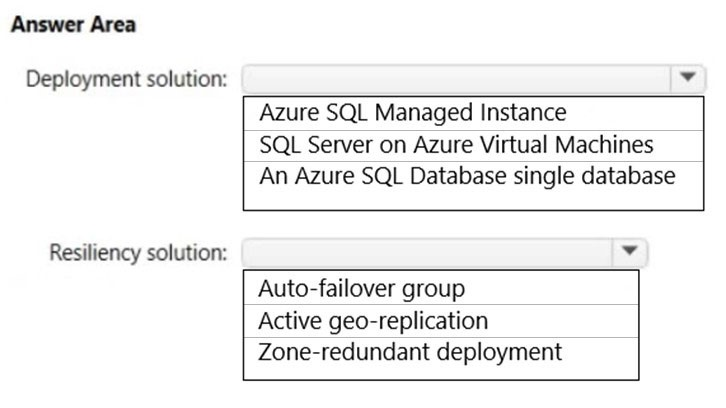 Answer Area
Deployment solution:
Azure SQL Managed Instance
SQL Server on Azure Virtual Machines
An Azure SQL Database single database
Resiliency solution:
Auto-failover group
Active geo-replication
Zone-redundant deployment